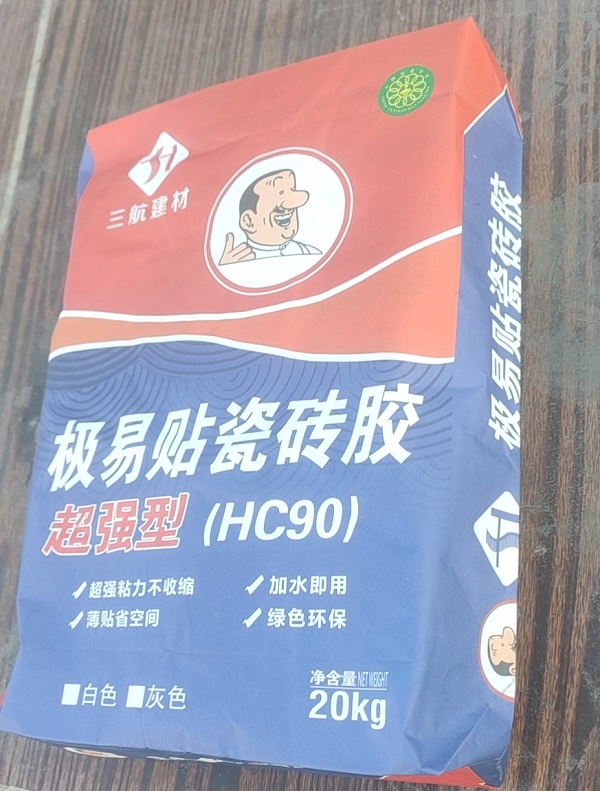 三航建材
极易贴瓷砖胶
超强型 (HC90)
超强粘力不收缩 加水即用
薄贴省空间 绿色环保
白色 灰色
净含量 NET WEIGHT
20kg
极易贴瓷砖胶